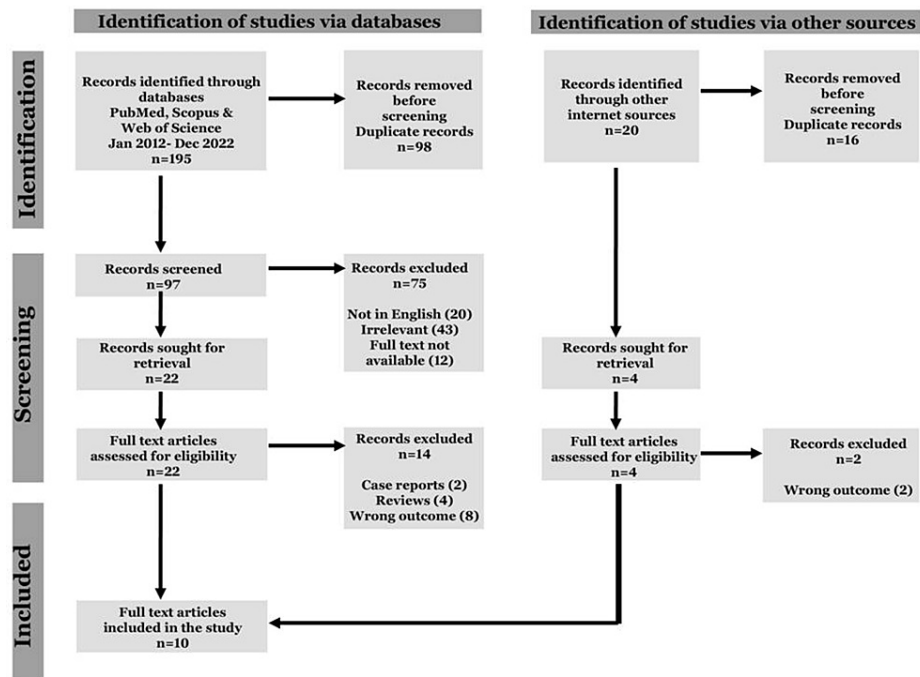 Identification of studies via databases
Identification of studies via other sources
Identification
Records identified through
databases
PubMed, Scopus &
Web of Science
Jan 2012- Dec 2022
n=195
Records removed
before
screening
Duplicate records
n=98
Records identified
through other
internet sources
n=20
Records removed
before
screening
Duplicate records
n=16
Screening
Records screened
n=97
Records excluded
n=75
Not in English (20)
Irrelevant (43)
Full text not
available (12)
Records sought for
retrieval
n=22
Records sought for
retrieval
n=4
Full text articles
assessed for eligibility
n=22
Records excluded
n=14
Case reports (2)
Reviews (4)
Wrong outcome (8)
Full text articles
assessed for eligibility
n=4
Records excluded
n=2
Wrong outcome (2)
Included
Full text articles
included in the study
n=10